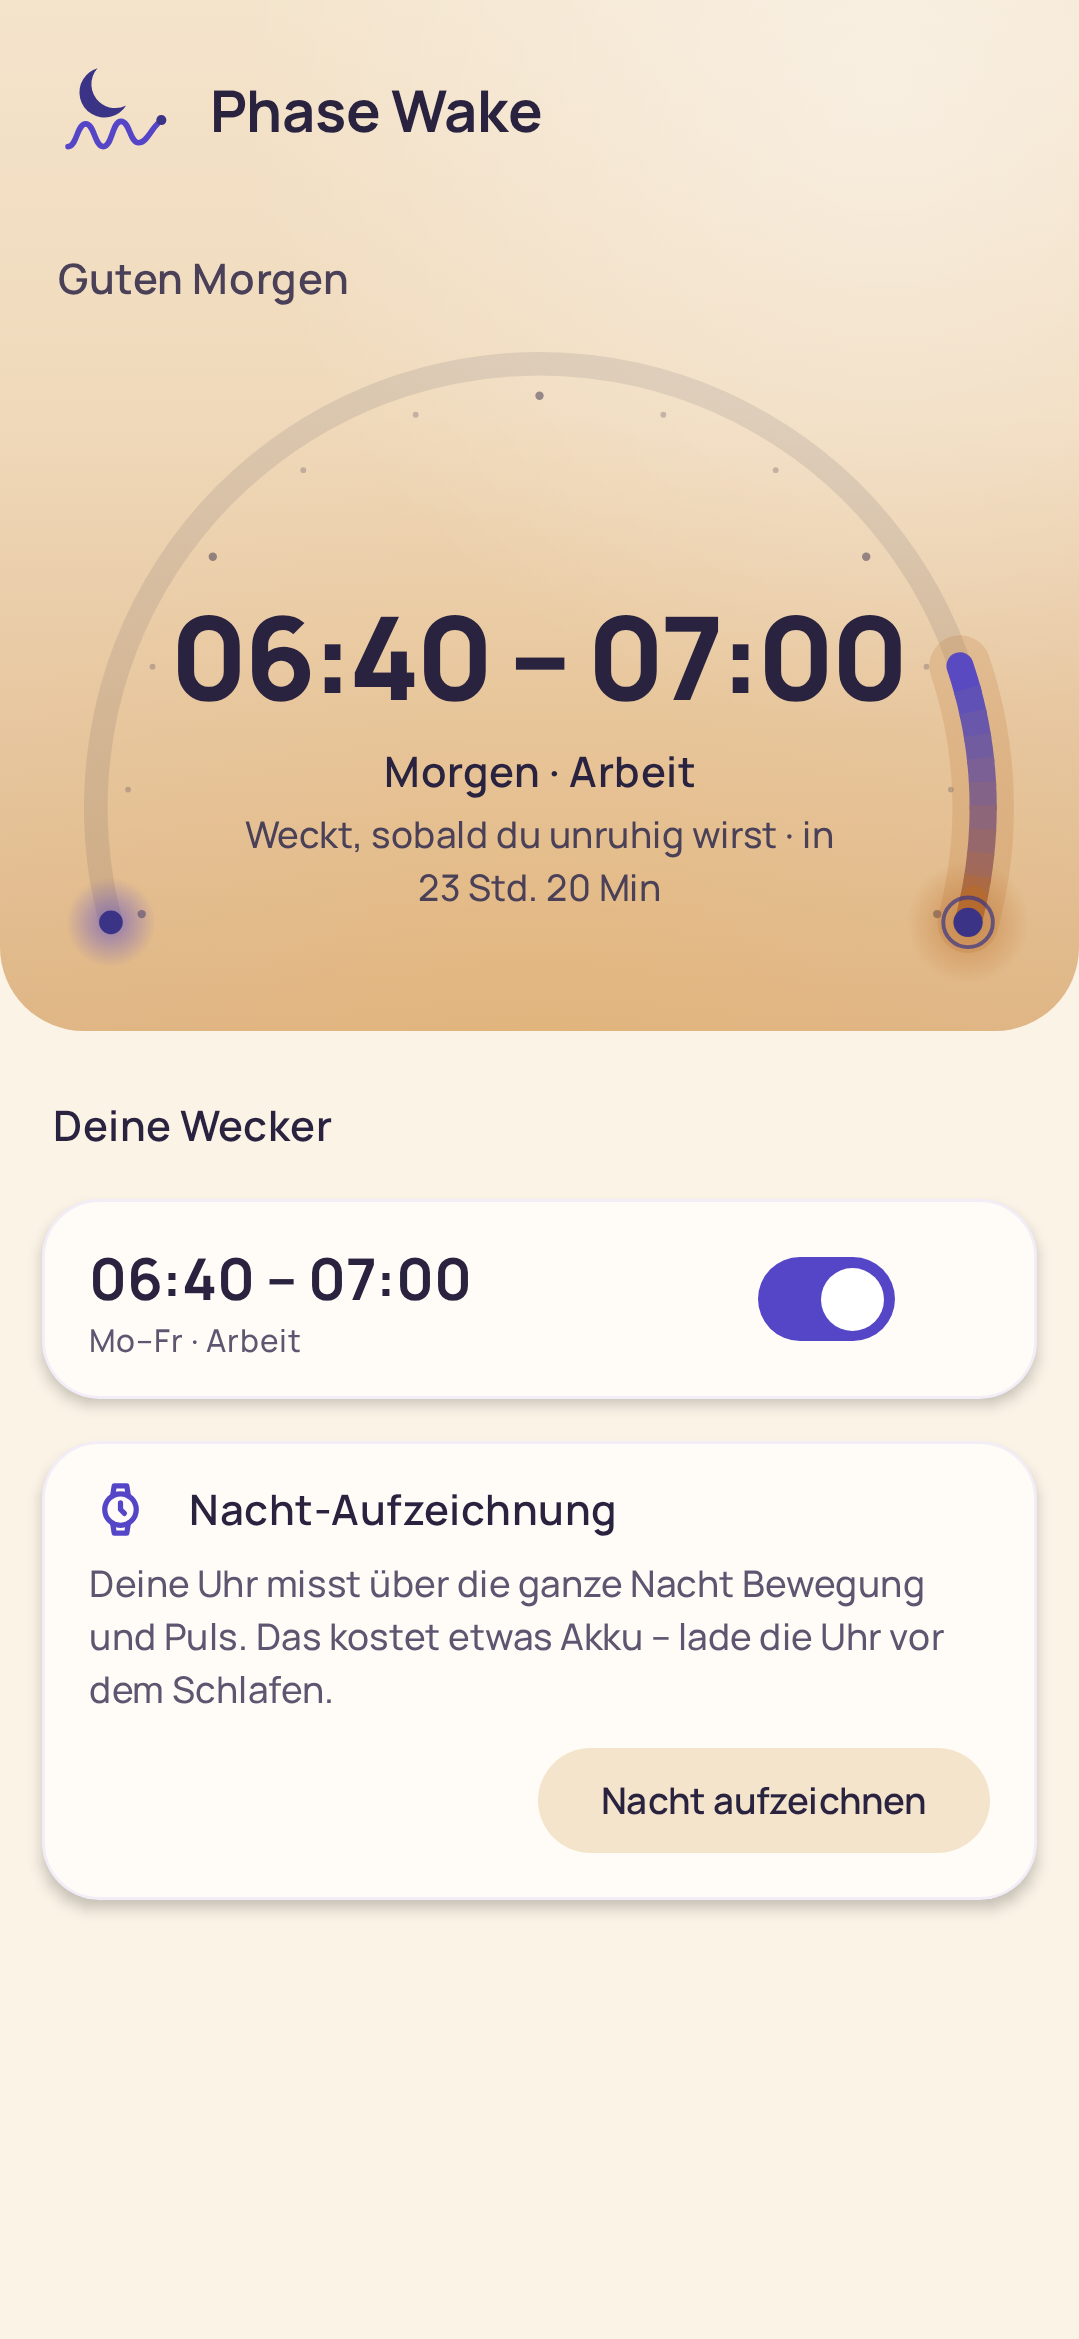 Phase Wake
Guten Morgen
06:40 – 07:00
Morgen · Arbeit
Weckt, sobald du unruhig wirst · in
23 Std. 20 Min
Deine Wecker
06:40 – 07:00
Mo–Fr · Arbeit
Nacht-Aufzeichnung
Deine Uhr misst über die ganze Nacht Bewegung
und Puls. Das kostet etwas Akku – lade die Uhr vor
dem Schlafen.
Nacht aufzeichnen